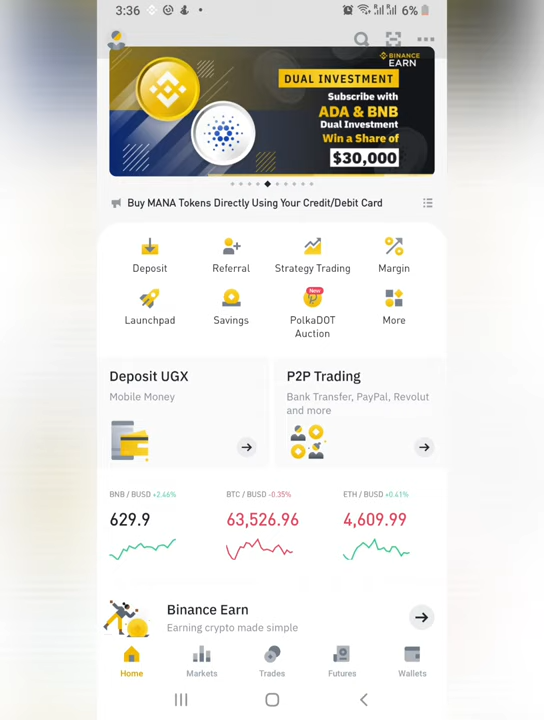 3:36
6%
BINANCE
EARN
DUAL INVESTMENT
Subscribe with
ADA & BNB
Dual Investment
Win a Share of
$30,000
Buy MANA Tokens Directly Using Your Credit/Debit Card
Deposit
Referral
Strategy Trading
Margin
New
Launchpad
Savings
PolkaDOT
Auction
More
Deposit UGX
Mobile Money
P2P Trading
Bank Transfer, PayPal, Revolut
and more
BNB / BUSD +2.46%
629.9
BTC / BUSD -0.35%
63,526.96
ETH / BUSD +0.41%
4,609.99
Binance Earn
Earning crypto made simple
Home
Markets
Trades
Futures
Wallets